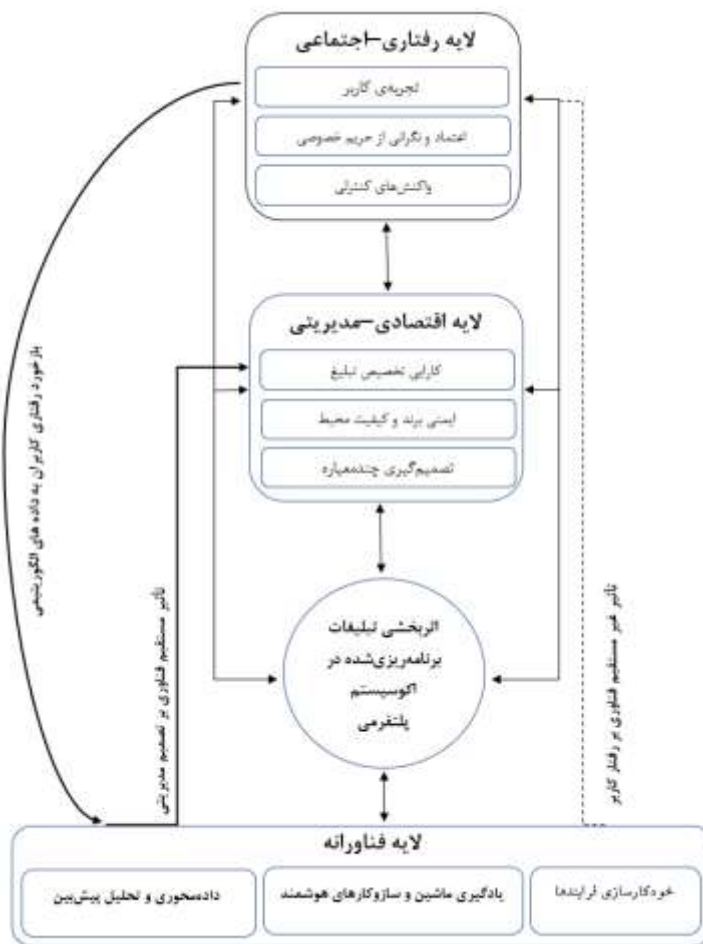 لایه رفتاری-اجتماعی
تجربه‌ی کاربر
اعتماد و نگرانی از حریم خصوصی
واکنش‌های کنترلی
لایه اقتصادی-مدیریتی
کارایی تخصیص تبلیغ
ایمنی برند و کیفیت محیط
تصمیم‌گیری چندمعیاره
اثربخشی تبلیغات
برنامه‌ریزی‌شده در
اکوسیستم
پلتفرمی
بازخورد رفتاری کاربران به داده های الگوریتمی
تأثیر مستقیم فناوری بر تصمیم مدیریتی
تأثیر غیر مستقیم فناوری بر رفتار کاربر
لایه فناورانه
خودکارسازی فرایندها
یادگیری ماشین و سازوکارهای هوشمند
داده‌محوری و تحلیل پیش‌بین